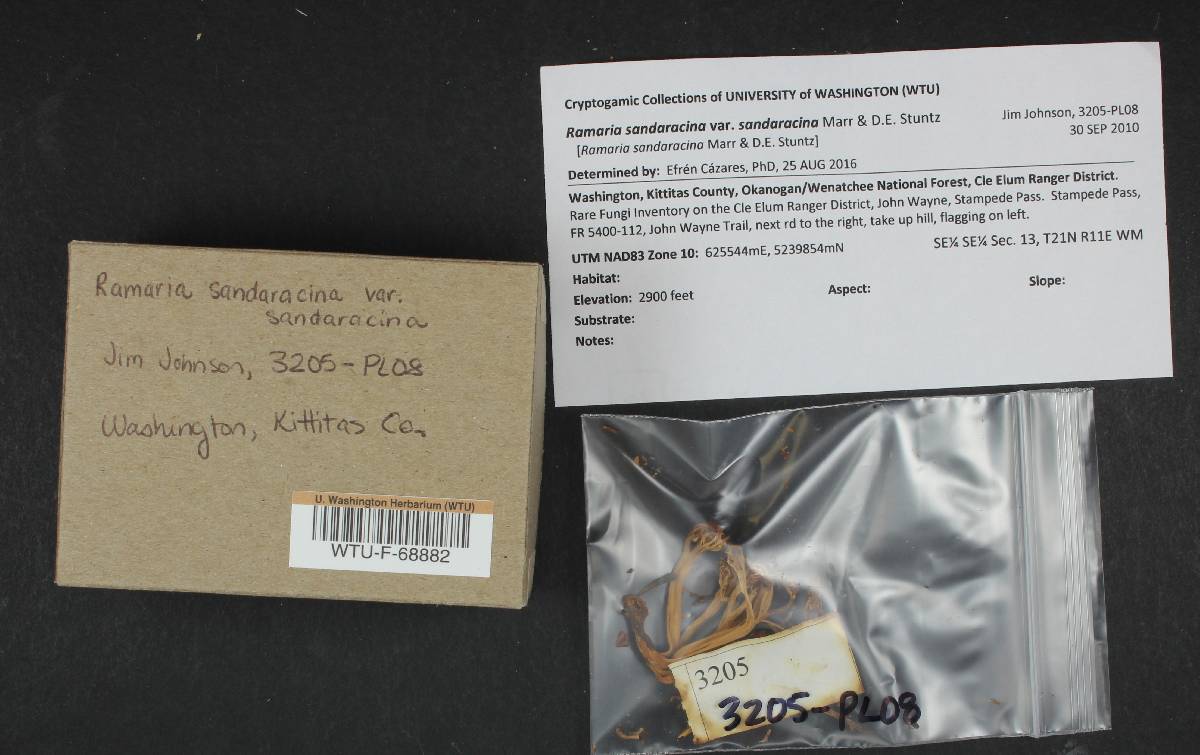 Ramaria sandaracina var.
sandaracina
Jim Johnson, 3205-PL08
Washington, Kittitas Co.
U. Washington Herbarium (WTU)
WTU-F-68882
Cryptogamic Collections of UNIVERSITY of WASHINGTON (WTU)
Ramaria sandaracina var. sandaracina Marr & D.E. Stuntz
[Ramaria sandaracina Marr & D.E. Stuntz]
Jim Johnson, 3205-PL08
30 SEP 2010
Determined by: Efrén Cázares, PhD, 25 AUG 2016
Washington, Kittitas County, Okanogan/Wenatchee National Forest, Cle Elum Ranger District.
Rare Fungi Inventory on the Cle Elum Ranger District, John Wayne, Stampede Pass. Stampede Pass,
FR 5400-112, John Wayne Trail, next rd to the right, take up hill, flagging on left.
UTM NAD83 Zone 10: 625544mE, 5239854mN SE¼ SE¼ Sec. 13, T21N R11E WM
Habitat:
Elevation: 2900 feet Aspect: Slope:
Substrate:
Notes:
3205
3205-PL08